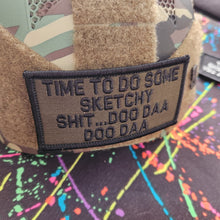 TIME TO DO SOME
SKETCHY
SHIT...DOO DAA
DOO DAA